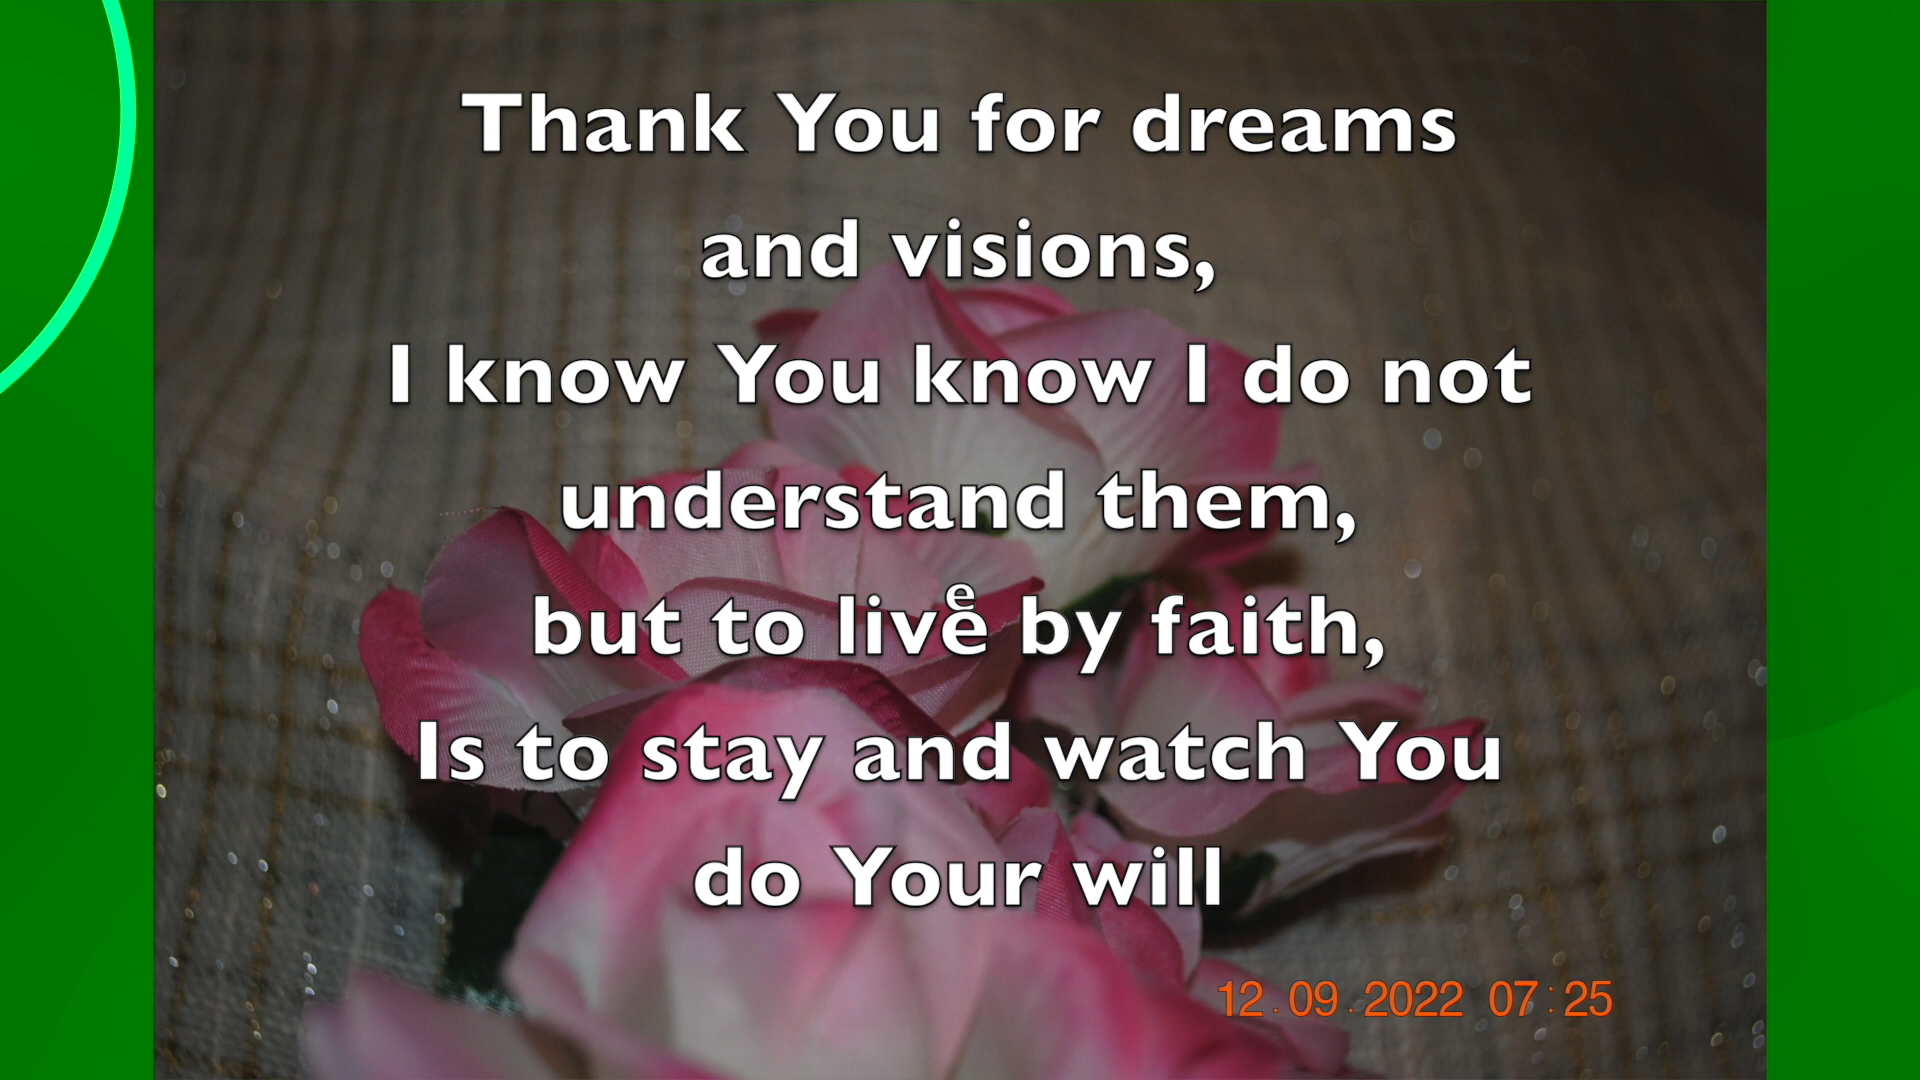 Thank You for dreams
and visions,
I know You know I do not
understand them,
but to liveͤ by faith,
Is to stay and watch You
do Your will
12.09.2022 07:25